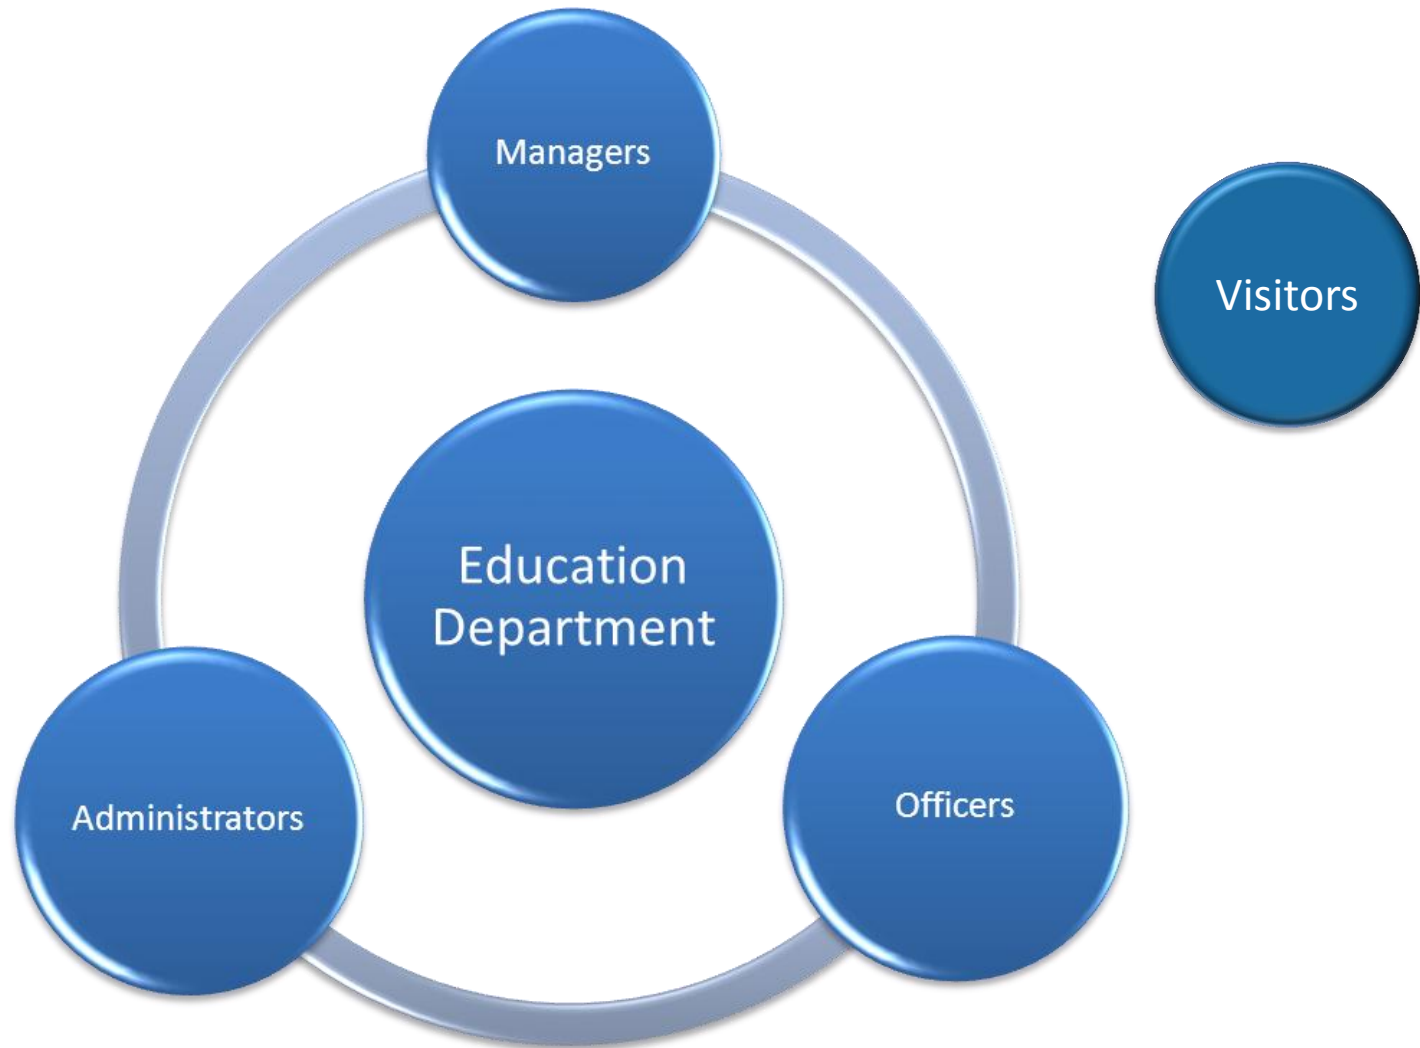 Managers
Visitors
Education
Department
Administrators
Officers